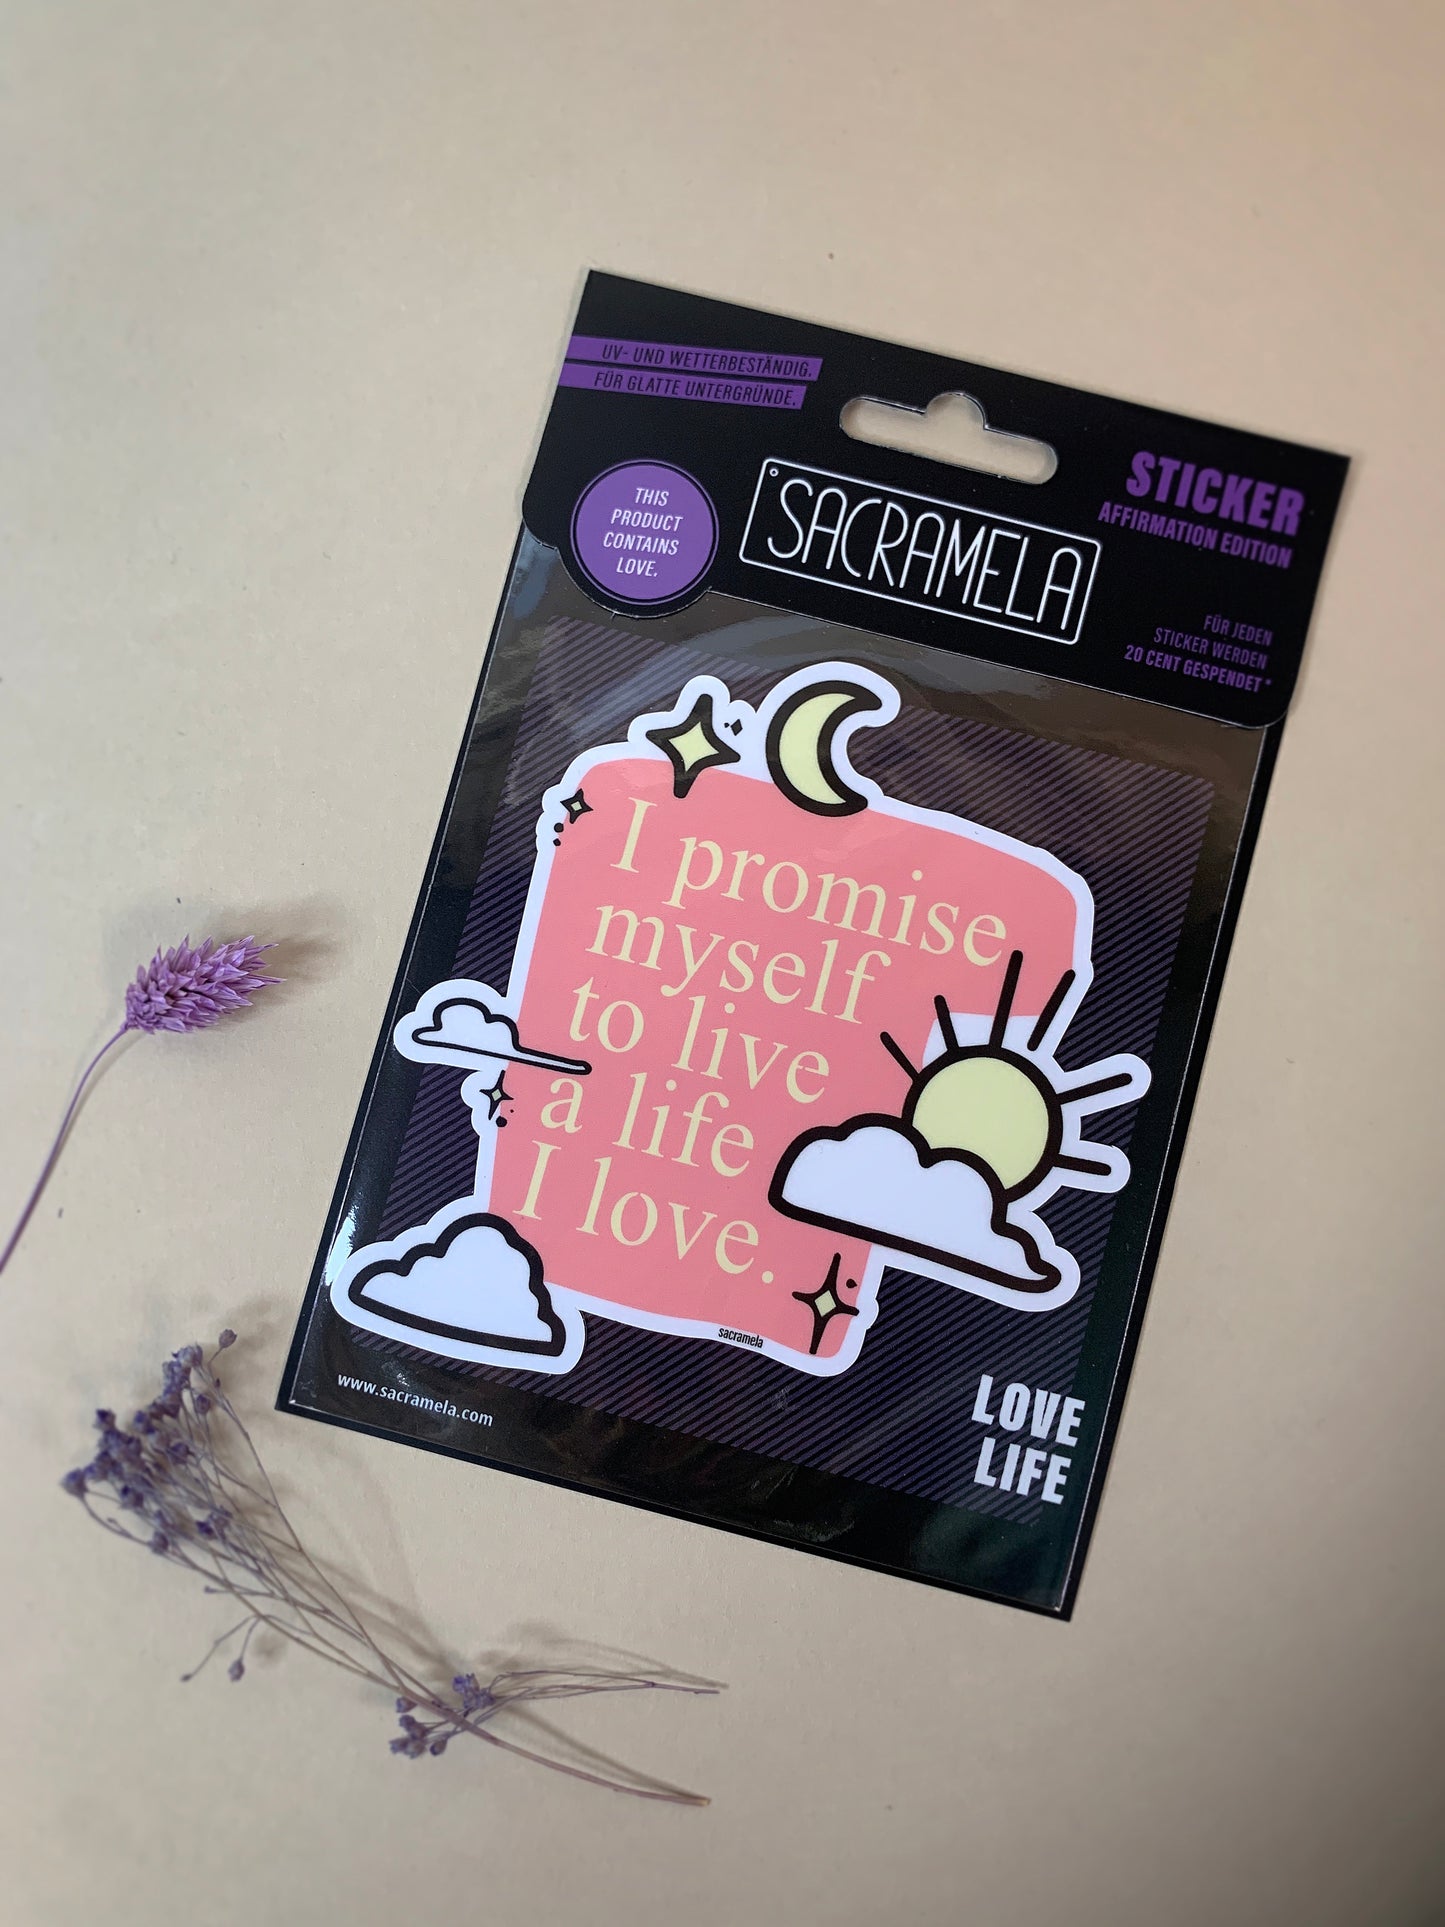 UV- UND WETTERBESTÄNDIG.
FÜR GLATTE UNTERGRÜNDE.
THIS
PRODUCT
CONTAINS
LOVE.
SACRAMELA
STICKER
AFFIRMATION EDITION
FÜR JEDEN
STICKER WERDEN
20 CENT GESPENDET*
I promise
myself
to live
a life
I love.
sacramela
www.sacramela.com
LOVE
LIFE